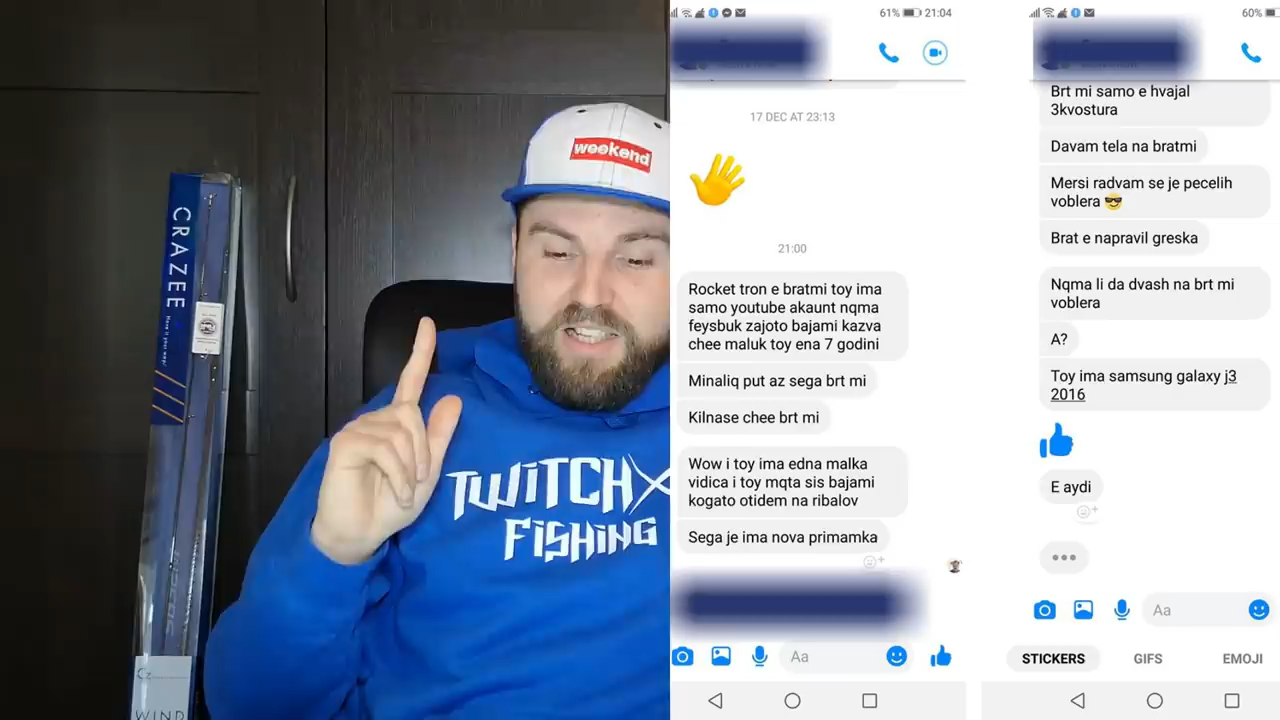 weekend
CRAZEE
Have it your way!
TWITCHX
FISHING
WIND
61%
21:04
17 DEC AT 23:13
21:00
Rocket tron e bratmi toy ima
samo youtube akaunt nqma
feysbuk zajoto bajami kazva
chee maluk toy ena 7 godini
Minaliq put az sega brt mi
Kilnase chee brt mi
Wow i toy ima edna malka
vidica i toy mqta sis bajami
kogato otidem na ribalov
Sega je ima nova primamka
Aa
60%
Brt mi samo e hvajal
3kvostura
Davam tela na bratmi
Mersi radvam se je pecelih
voblera 😎
Brat e napravil greska
Nqma li da dvash na brt mi
voblera
A?
Toy ima samsung galaxy j3
2016
E aydi
Aa
STICKERS
GIFS
EMOJI